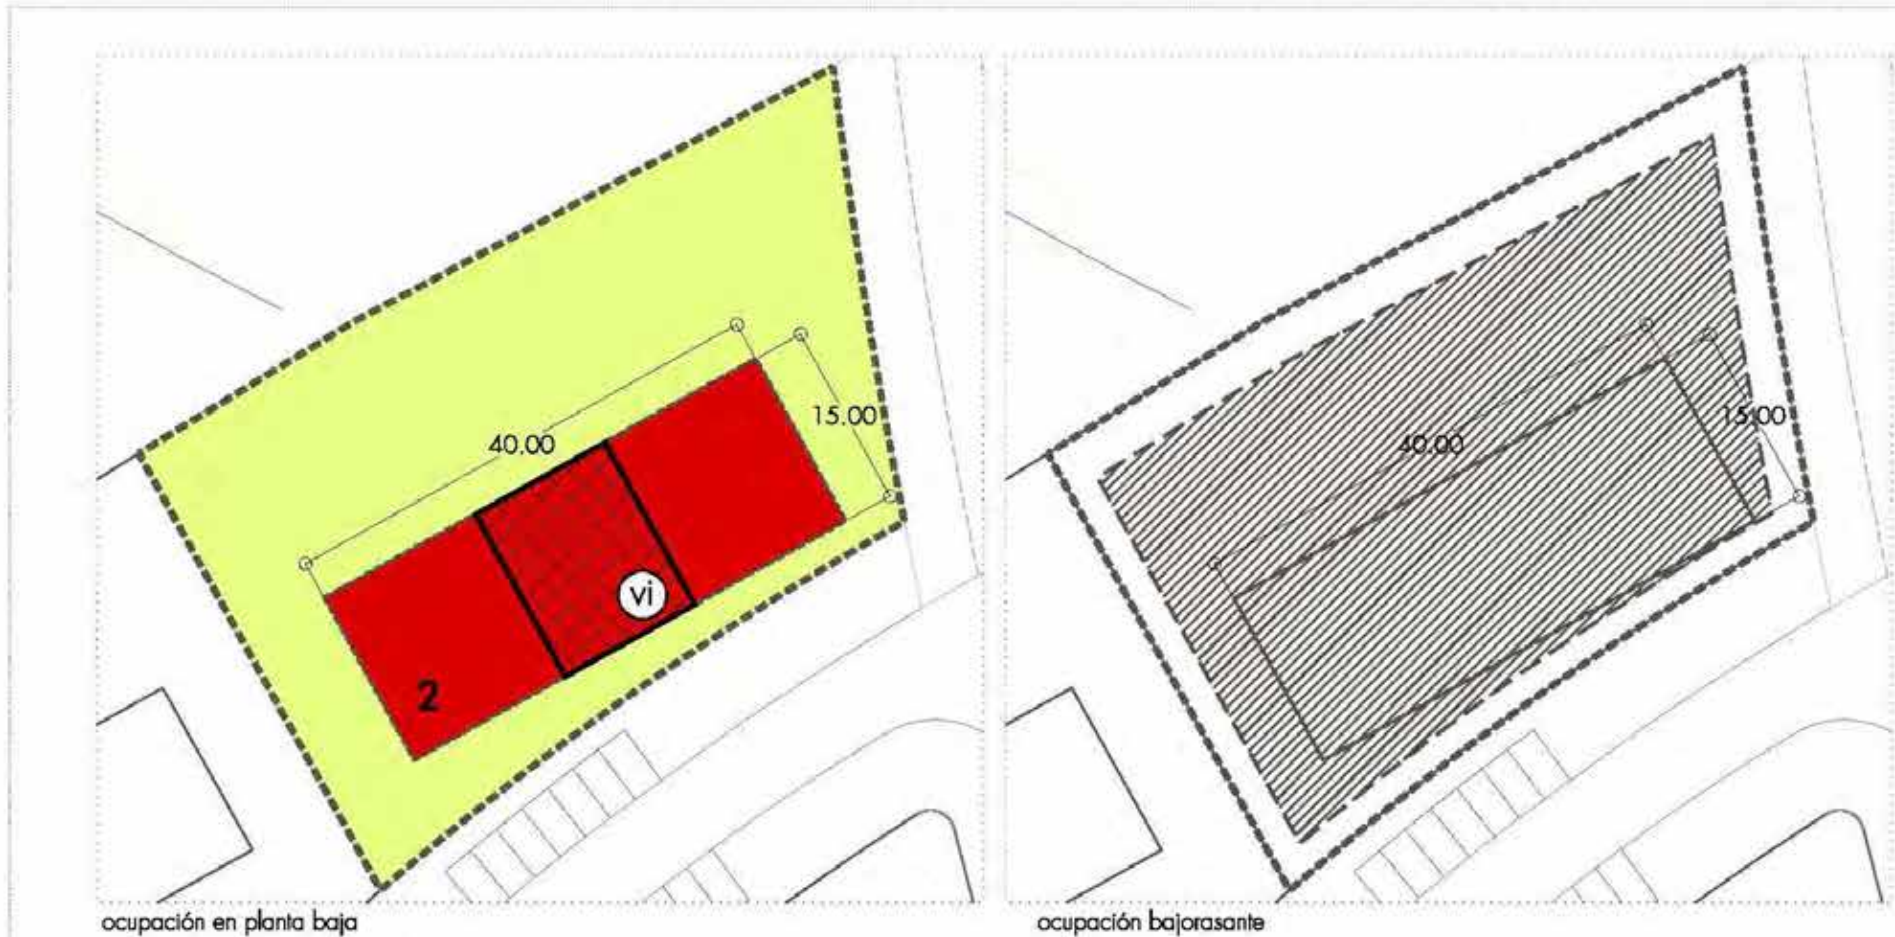 40.00
15.00
vi
2
ocupación en planta baja
40.00
15.00
ocupación bajorasante